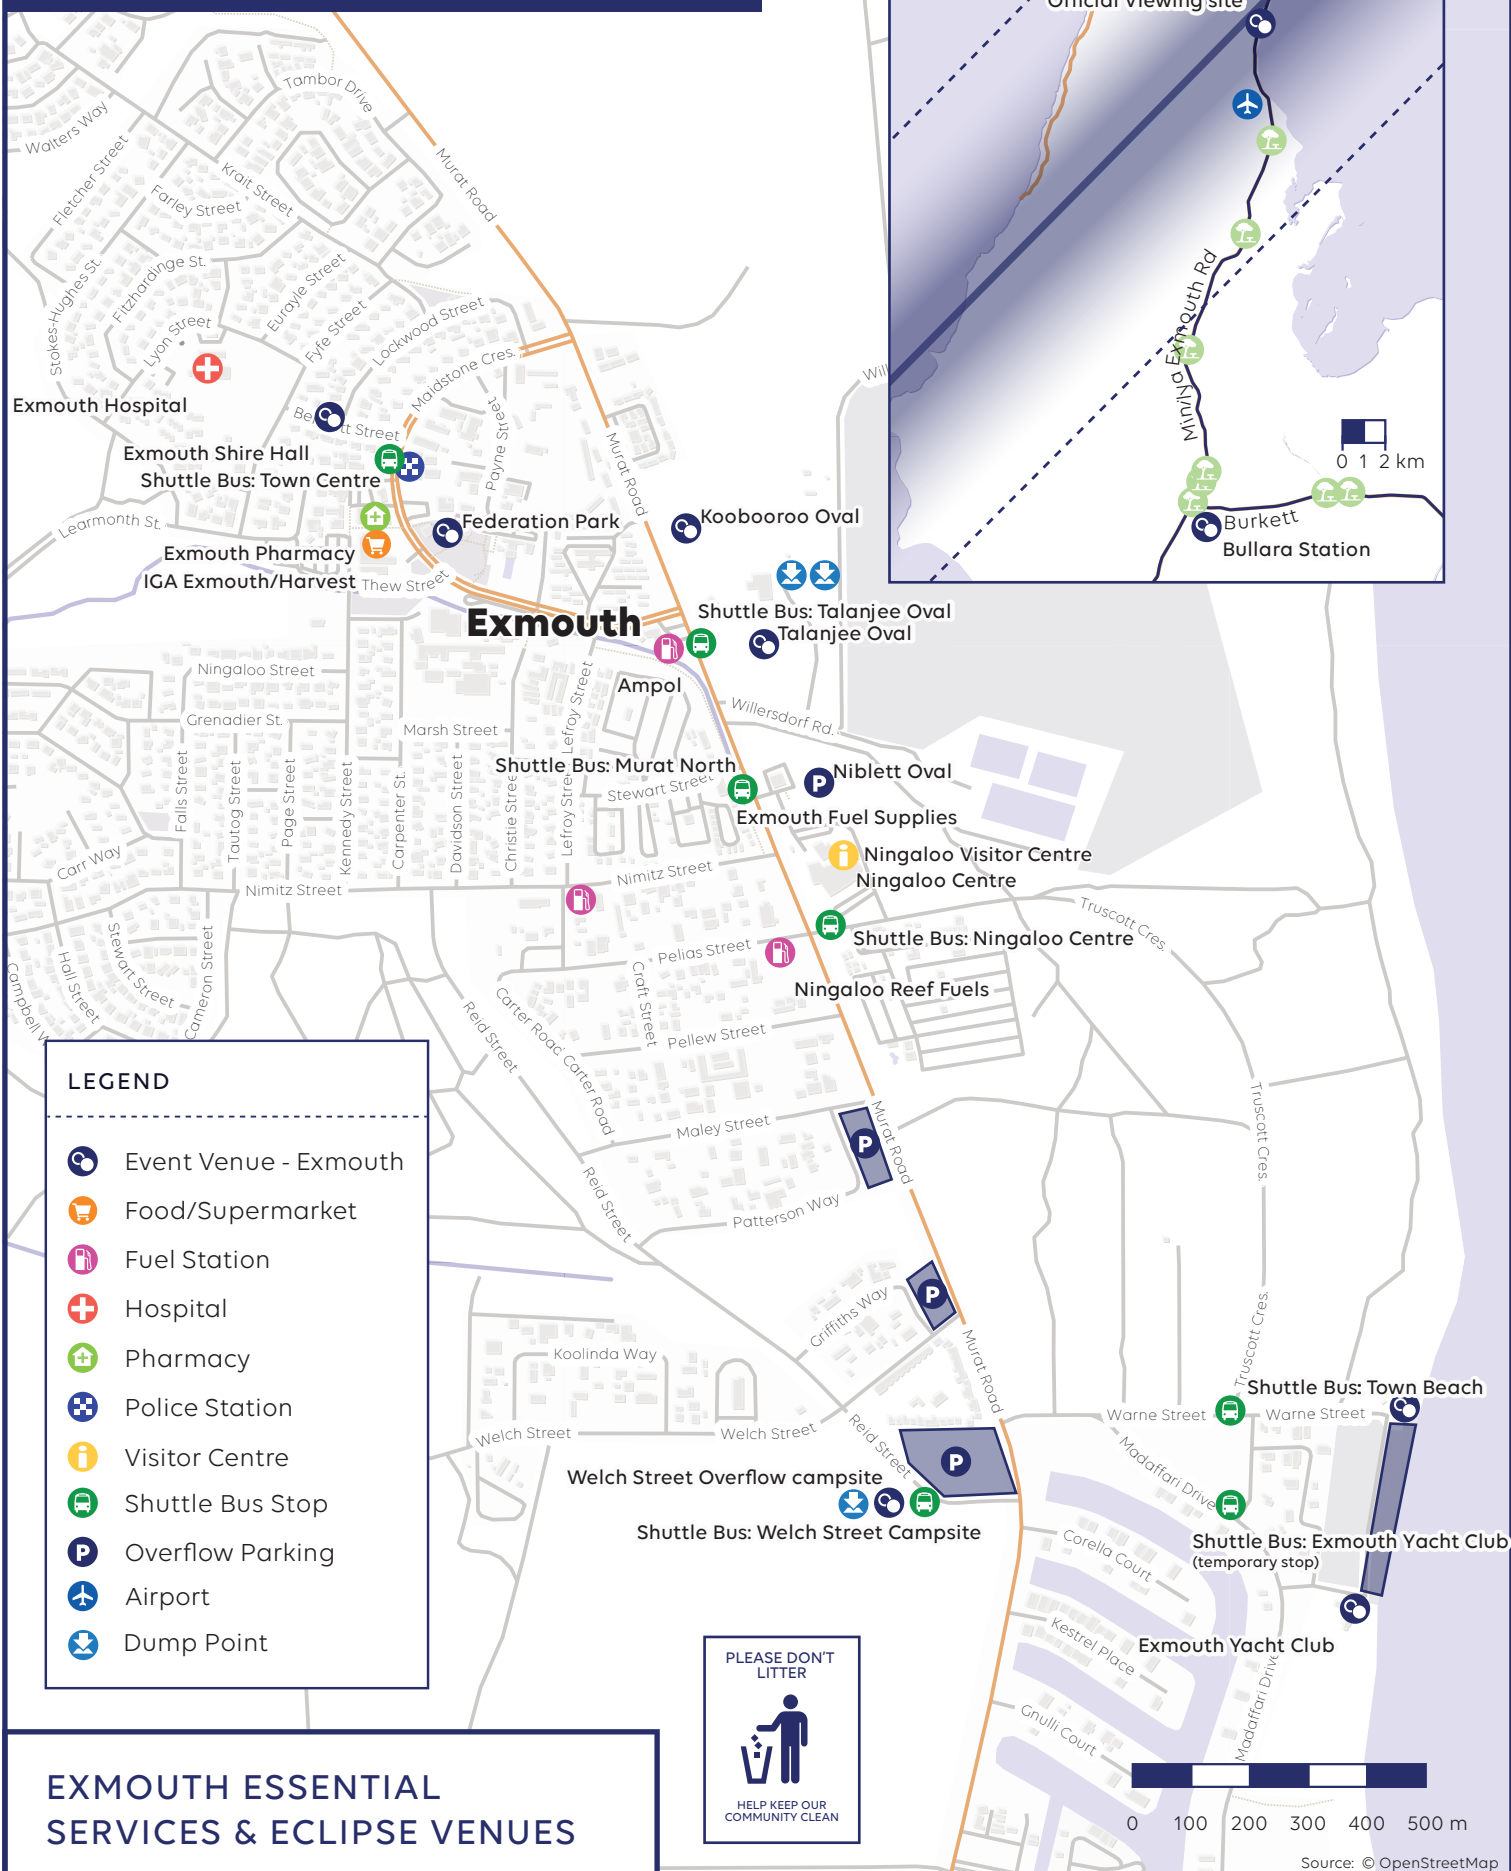 Official Viewing site
Tambor Drive
Walters Way
Fletcher Street
Krait Street
Farley Street
Murat Road
Stokes-Hughes St.
Fitzhardinge St.
Eurayle Street
Lyon Street
Fyfe Street
Lockwood Street
Maidstone Cres.
Payne Street
Exmouth Hospital
Exmouth Shire Hall
Shuttle Bus: Town Centre
Learmonth St.
Exmouth Pharmacy
IGA Exmouth/Harvest
Thew Street
Federation Park
Murat Road
Koobooroo Oval
Exmouth
Shuttle Bus: Talanjee Oval
Talanjee Oval
Ampol
Minilya Exmouth Rd
0 1 2 km
Burkett
Bullara Station
Ningaloo Street
Grenadier St.
Marsh Street
Lefroy Street
Willersdorf Rd.
Falls Street
Tautog Street
Page Street
Kennedy Street
Carpenter St.
Davidson Street
Shuttle Bus: Murat North
Stewart Street
Niblett Oval
Exmouth Fuel Supplies
Ningaloo Visitor Centre
Ningaloo Centre
Carr Way
Nimitz Street
Nimitz Street
Truscott Cres.
Shuttle Bus: Ningaloo Centre
Pelias Street
Ningaloo Reef Fuels
Hall Street
Stewart Street
Cameron Street
Reid Street
Carter Road
Carter Road
Craft Street
Pellew Street
Maley Street
Murat Road
Truscott Cres.
Reid Street
Patterson Way
Griffiths Way
Murat Road
Truscott Cres.
Koolinda Way
Welch Street
Welch Street
Reid Street
Warne Street
Warne Street
Shuttle Bus: Town Beach
Madaffari Drive
Welch Street Overflow campsite
Shuttle Bus: Welch Street Campsite
Shuttle Bus: Exmouth Yacht Club
(temporary stop)
Corella Court
Kestrel Place
Exmouth Yacht Club
Gnulli Court
Madaffari Drive
LEGEND
Event Venue - Exmouth
Food/Supermarket
Fuel Station
Hospital
Pharmacy
Police Station
Visitor Centre
Shuttle Bus Stop
P Overflow Parking
Airport
Dump Point
PLEASE DON'T
LITTER
HELP KEEP OUR
COMMUNITY CLEAN
EXMOUTH ESSENTIAL
SERVICES & ECLIPSE VENUES
0 100 200 300 400 500 m
Source: © OpenStreetMap